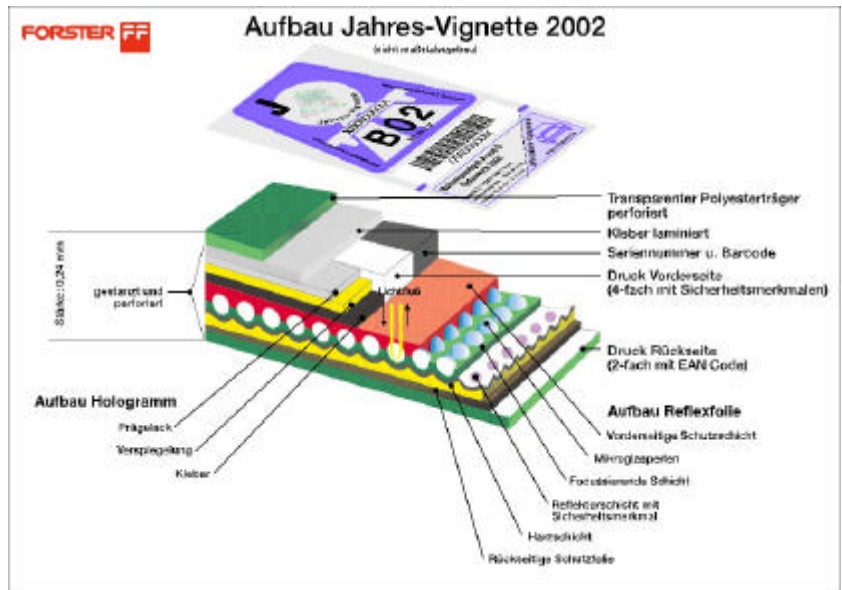 FORSTER FF
Aufbau Jahres-Vignette 2002
(nicht maßstabsgetreu)
J
B02
Transparenter Polyesterträger
perforiert
Kleber laminiert
Seriennummer u. Barcode
Druck Vorderseite
(4-fach mit Sicherheitsmerkmalen)
Stärke: 0,24 mm
gestanzt und
perforiert
Lichtfluß
Druck Rückseite
(2-fach mit EAN Code)
Aufbau Hologramm
Prägelack
Verspiegelung
Kleber
Aufbau Reflexfolie
Vorderseitige Schutzschicht
Mikroglasperlen
Focussierende Schicht
Reflektorschicht mit
Sicherheitsmerkmal
Harzschicht
Rückseitige Schutzfolie